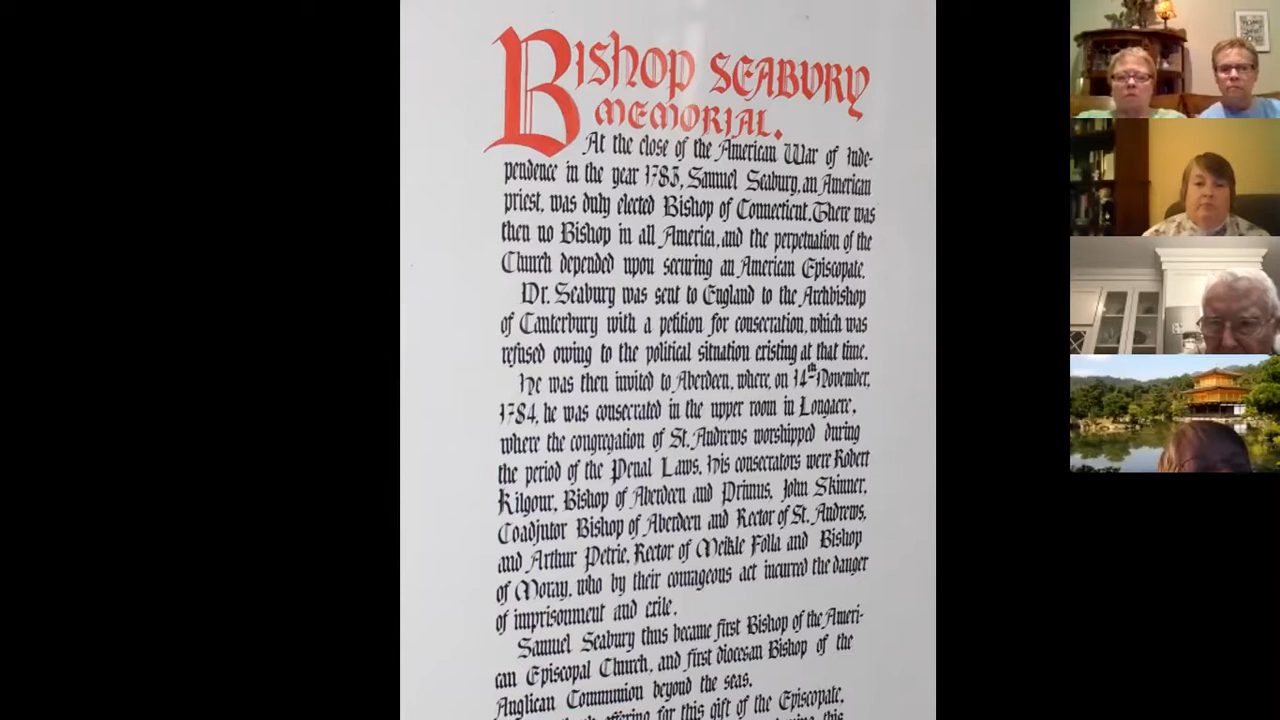 Bishop Seabury
Memorial.
At the close of the American War of Inde-
pendence in the year 1783, Samuel Seabury, an American
priest, was duly elected Bishop of Connecticut. There was
then no Bishop in all America, and the perpetuation of the
Church depended upon securing an American Episcopate.
Dr. Seabury was sent to England to the Archbishop
of Canterbury with a petition for consecration, which was
refused owing to the political situation existing at that time.
He was then invited to Aberdeen, where, on 14th November,
1784, he was consecrated in the upper room in Longacre,
where the congregation of St. Andrews worshipped during
the period of the Penal Laws. His consecrators were Robert
Kilgour, Bishop of Aberdeen and Primus, John Skinner,
Coadjutor Bishop of Aberdeen and Rector of St. Andrews,
and Arthur Petrie, Rector of Meikle Folla and Bishop
of Moray, who by their courageous act incurred the danger
of imprisonment and exile.
Samuel Seabury thus became first Bishop of the Ameri-
can Episcopal Church, and first diocesan Bishop of the
Anglican Communion beyond the seas.
offering for this gift of the Episcopate,
this